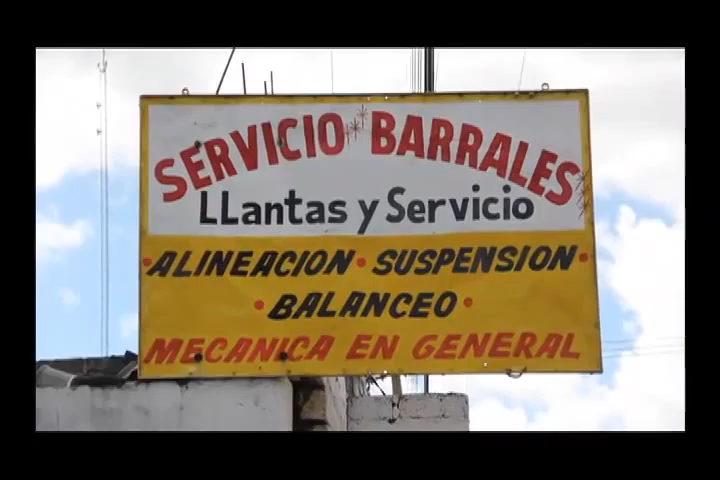 SERVICIO BARRALES
LLantas y Servicio
•ALINEACION•SUSPENSION•
•BALANCEO•
MECANICA EN GENERAL